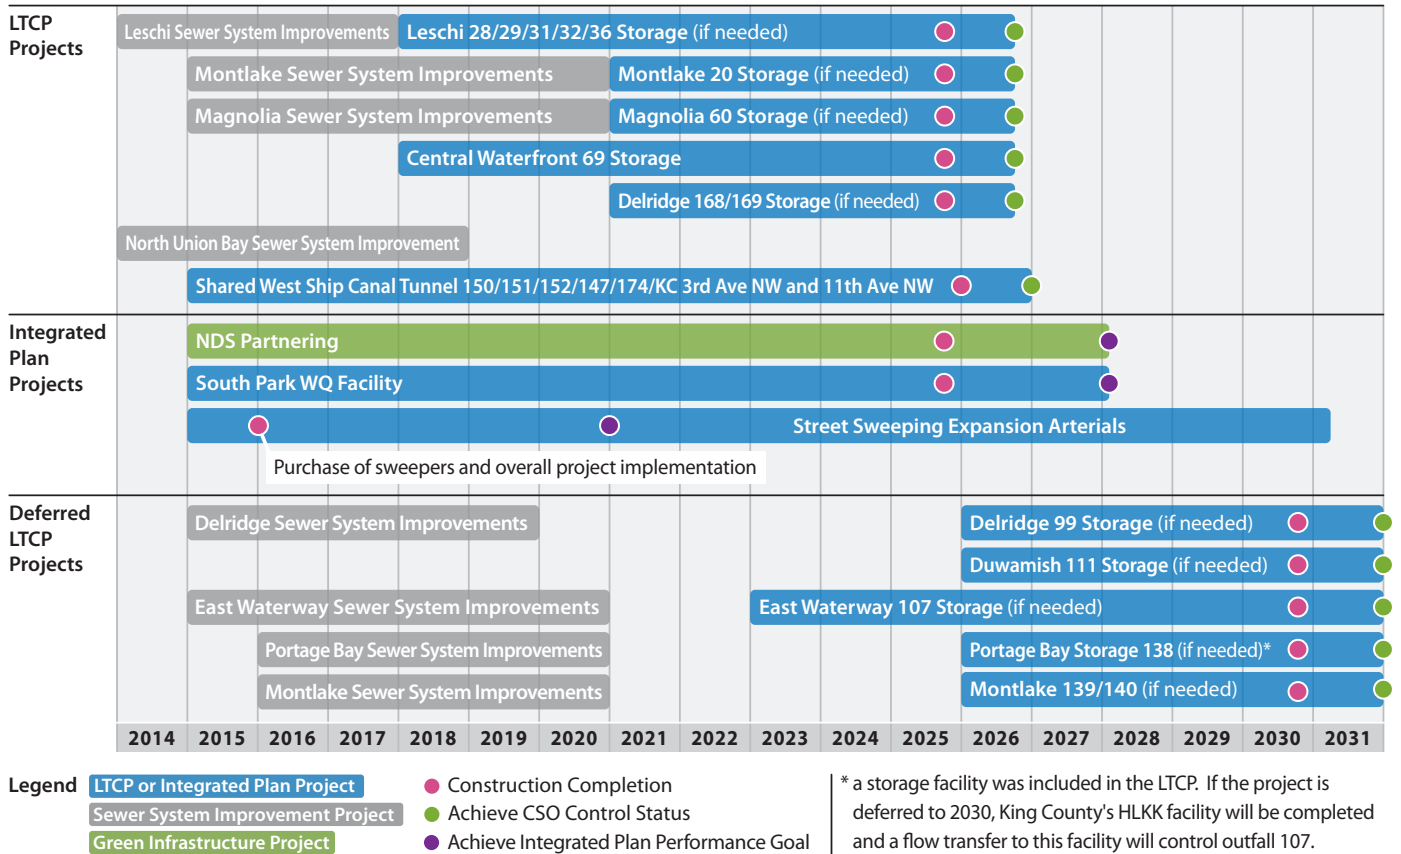 LTCP
Projects
Leschi Sewer System Improvements
Leschi 28/29/31/32/36 Storage (if needed)
Montlake Sewer System Improvements
Montlake 20 Storage (if needed)
Magnolia Sewer System Improvements
Magnolia 60 Storage (if needed)
Central Waterfront 69 Storage
Delridge 168/169 Storage (if needed)
North Union Bay Sewer System Improvement
Shared West Ship Canal Tunnel 150/151/152/147/174/KC 3rd Ave NW and 11th Ave NW
Integrated
Plan
Projects
NDS Partnering
South Park WQ Facility
Street Sweeping Expansion Arterials
Purchase of sweepers and overall project implementation
Deferred
LTCP
Projects
Delridge Sewer System Improvements
Delridge 99 Storage (if needed)
Duwamish 111 Storage (if needed)
East Waterway Sewer System Improvements
East Waterway 107 Storage (if needed)
Portage Bay Sewer System Improvements
Portage Bay Storage 138 (if needed)*
Montlake Sewer System Improvements
Montlake 139/140 (if needed)
2014 2015 2016 2017 2018 2019 2020 2021 2022 2023 2024 2025 2026 2027 2028 2029 2030 2031
Legend
LTCP or Integrated Plan Project
Sewer System Improvement Project
Green Infrastructure Project
Construction Completion
Achieve CSO Control Status
Achieve Integrated Plan Performance Goal
* a storage facility was included in the LTCP. If the project is
deferred to 2030, King County's HLKK facility will be completed
and a flow transfer to this facility will control outfall 107.